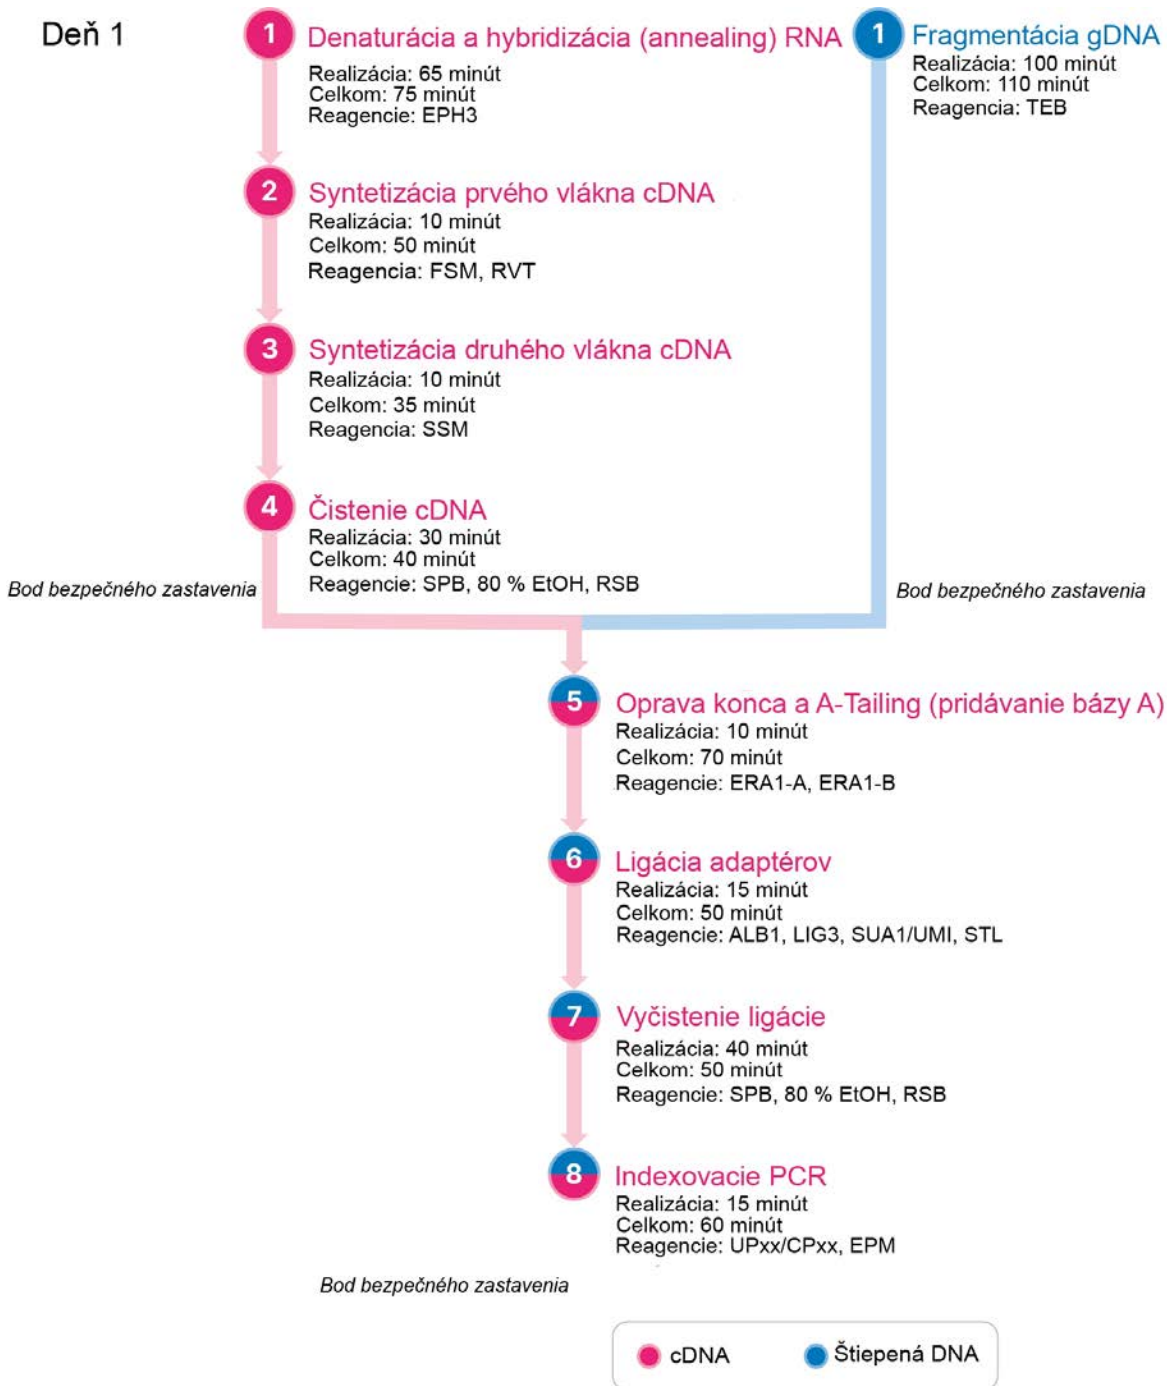 Deň 1
1 Denaturácia a hybridizácia (annealing) RNA
Realizácia: 65 minút
Celkom: 75 minút
Reagencie: EPH3
1 Fragmentácia gDNA
Realizácia: 100 minút
Celkom: 110 minút
Reagencia: TEB
2 Syntetizácia prvého vlákna cDNA
Realizácia: 10 minút
Celkom: 50 minút
Reagencia: FSM, RVT
3 Syntetizácia druhého vlákna cDNA
Realizácia: 10 minút
Celkom: 35 minút
Reagencia: SSM
4 Čistenie cDNA
Realizácia: 30 minút
Celkom: 40 minút
Reagencie: SPB, 80 % EtOH, RSB
Bod bezpečného zastavenia
Bod bezpečného zastavenia
5 Oprava konca a A-Tailing (pridávanie bázy A)
Realizácia: 10 minút
Celkom: 70 minút
Reagencie: ERA1-A, ERA1-B
6 Ligácia adaptérov
Realizácia: 15 minút
Celkom: 50 minút
Reagencie: ALB1, LIG3, SUA1/UMI, STL
7 Vyčistenie ligácie
Realizácia: 40 minút
Celkom: 50 minút
Reagencie: SPB, 80 % EtOH, RSB
8 Indexovacie PCR
Realizácia: 15 minút
Celkom: 60 minút
Reagencie: UPxx/CPxx, EPM
Bod bezpečného zastavenia
cDNA
Štiepená DNA